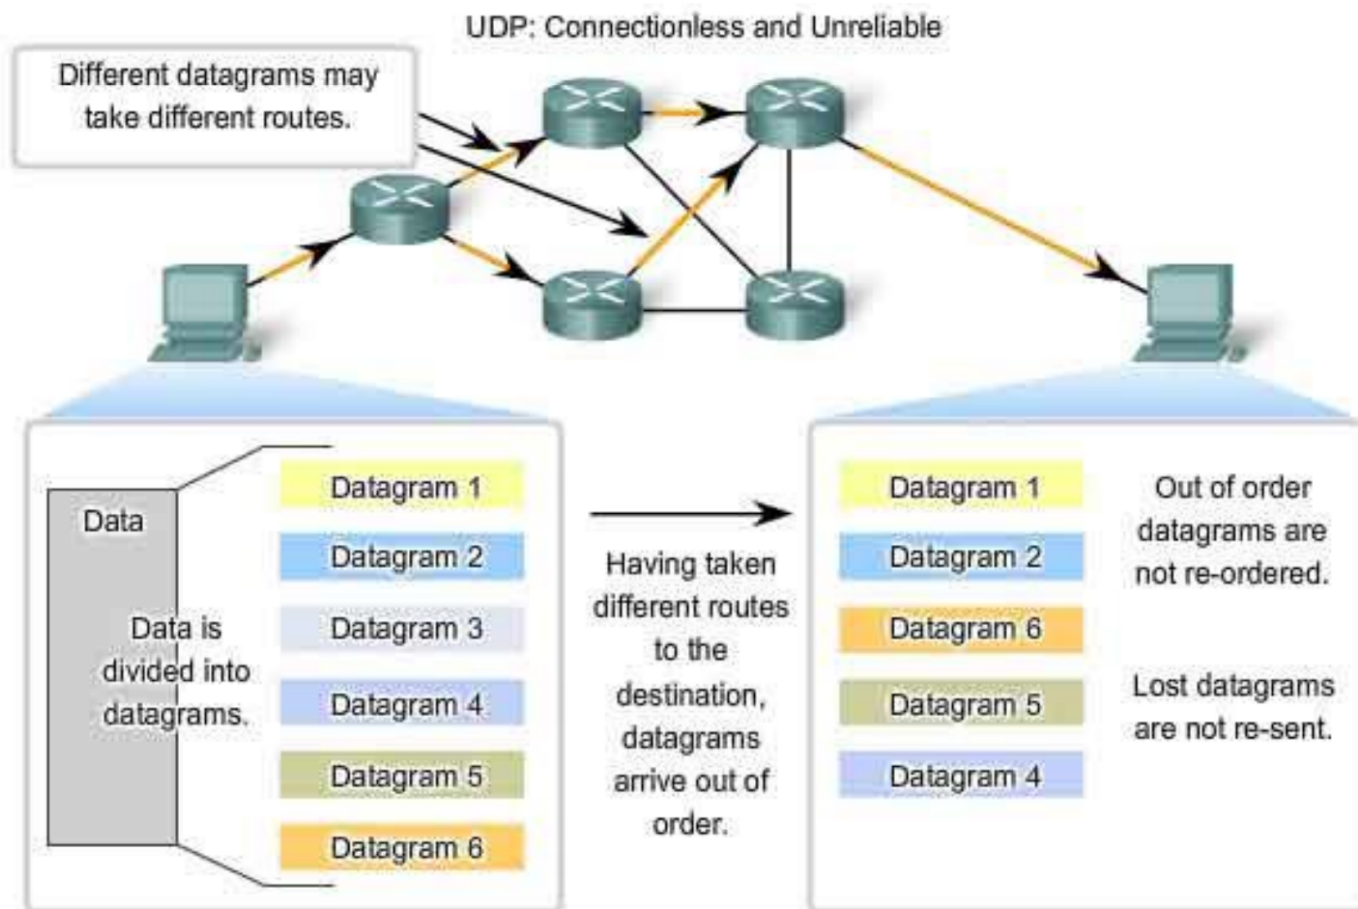 UDP: Connectionless and Unreliable
Different datagrams may
take different routes.
Data
Data is
divided into
datagrams.
Datagram 1
Datagram 2
Datagram 3
Datagram 4
Datagram 5
Datagram 6
Having taken
different routes
to the
destination,
datagrams
arrive out of
order.
Datagram 1
Datagram 2
Datagram 6
Datagram 5
Datagram 4
Out of order
datagrams are
not re-ordered.
Lost datagrams
are not re-sent.